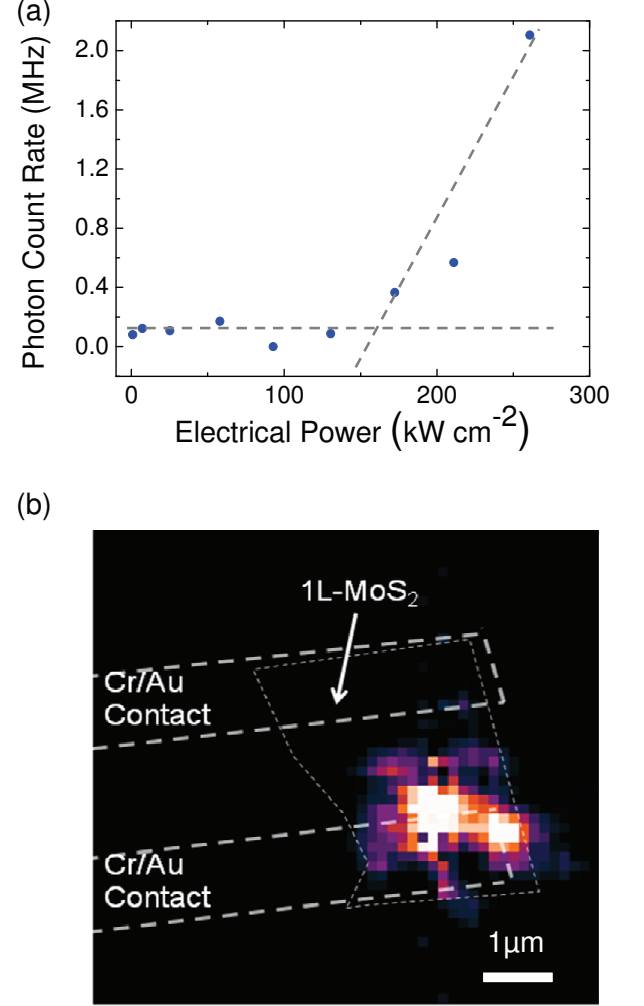 (a)
2.0
1.6
1.2
0.8
0.4
0.0
Photon Count Rate (MHz)
0 100 200 300
Electrical Power (kW cm-2)
(b)
1L-MoS2
Cr/Au
Contact
Cr/Au
Contact
1µm